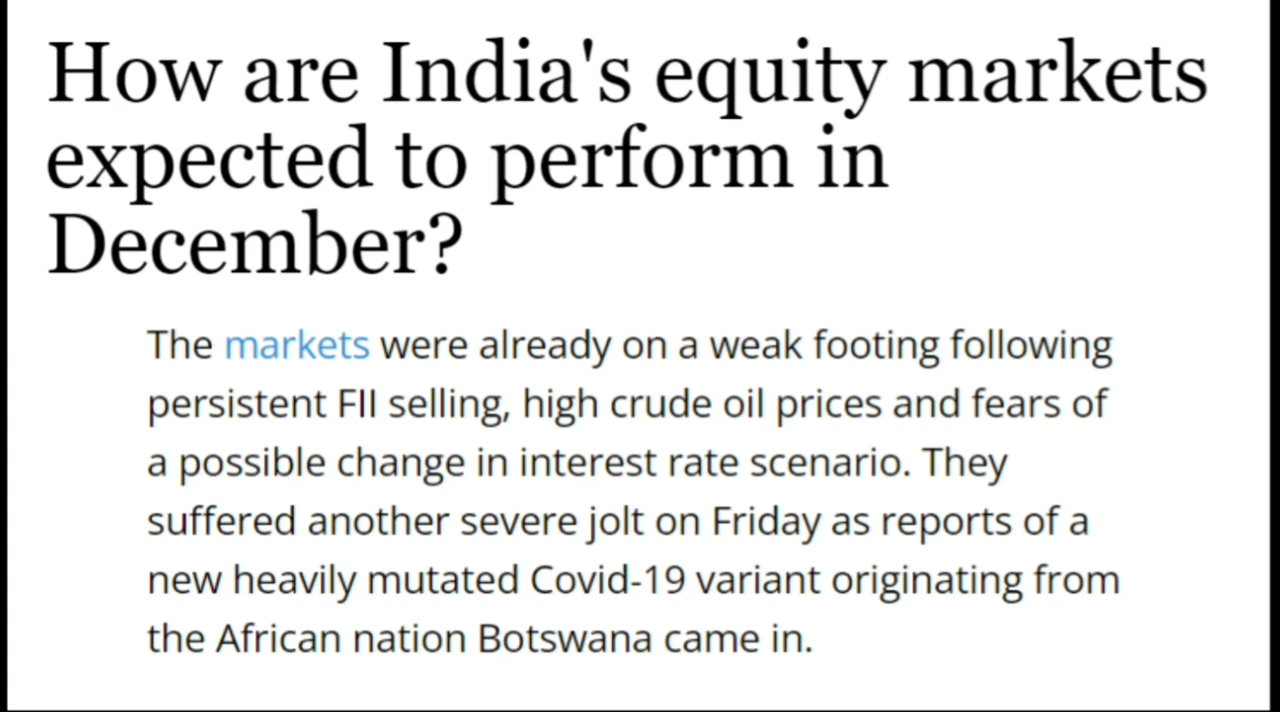 How are India's equity markets
expected to perform in
December?
The markets were already on a weak footing following
persistent FII selling, high crude oil prices and fears of
a possible change in interest rate scenario. They
suffered another severe jolt on Friday as reports of a
new heavily mutated Covid-19 variant originating from
the African nation Botswana came in.